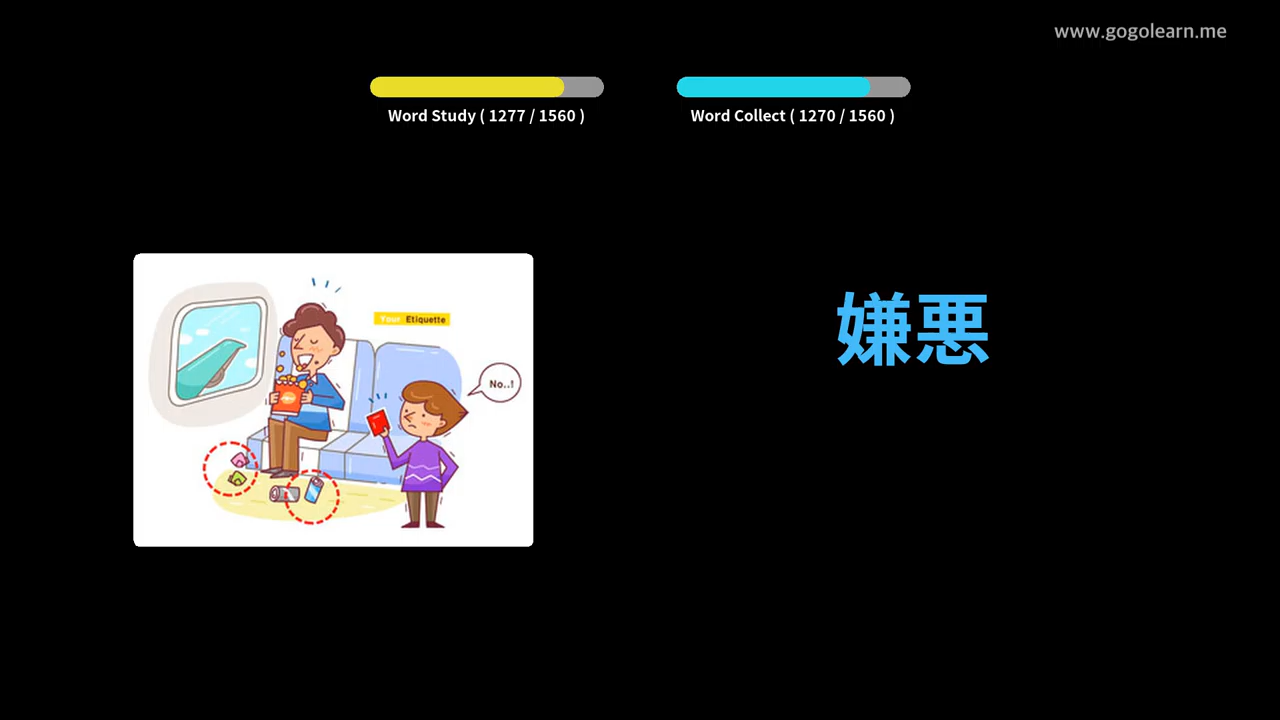 www.gogolearn.me
Word Study ( 1277 / 1560 )
Word Collect ( 1270 / 1560 )
嫌悪
Your Etiquette
No..!